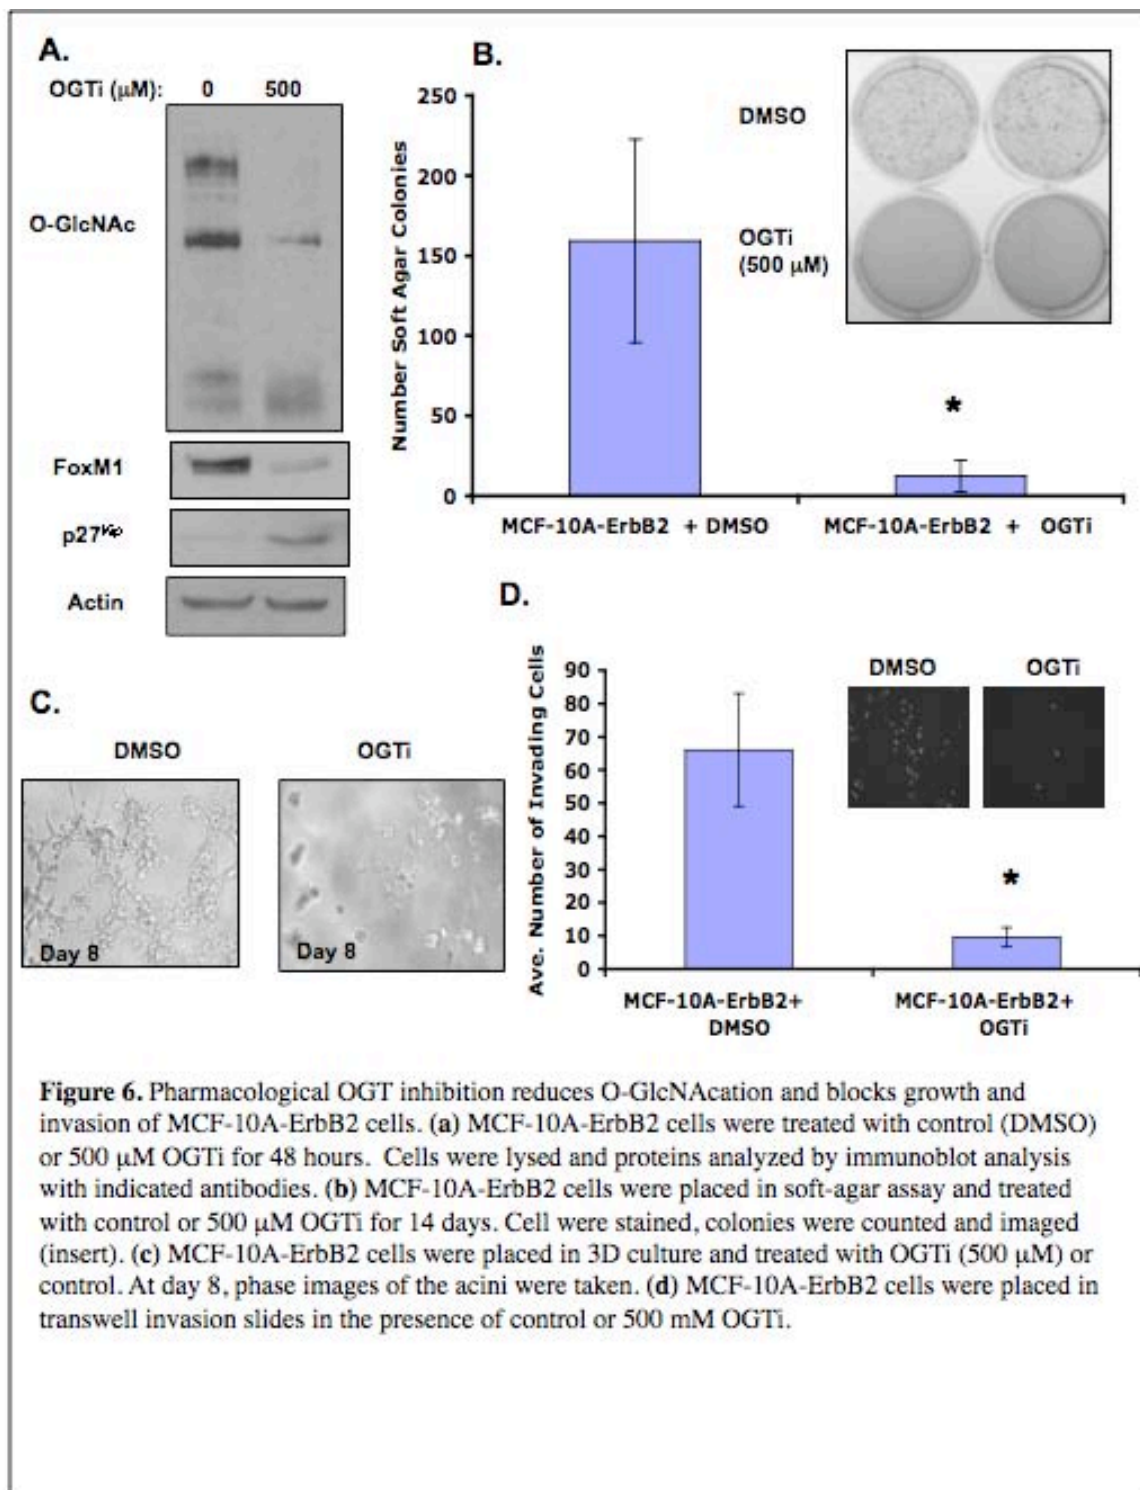 A.
OGTi (μM): 0 500
O-GlcNAc
FoxM1
p27Kip
Actin
B.
250
200
150
100
50
0
Number Soft Agar Colonies
MCF-10A-ErbB2 + DMSO
MCF-10A-ErbB2 + OGTi
*
DMSO
OGTi
(500 μM)
C.
DMSO
OGTi
Day 8
Day 8
D.
90
80
70
60
50
40
30
20
10
0
Ave. Number of Invading Cells
MCF-10A-ErbB2+
DMSO
MCF-10A-ErbB2+
OGTi
*
DMSO
OGTi
Figure 6. Pharmacological OGT inhibition reduces O-GlcNAcation and blocks growth and
invasion of MCF-10A-ErbB2 cells. (a) MCF-10A-ErbB2 cells were treated with control (DMSO)
or 500 μM OGTi for 48 hours. Cells were lysed and proteins analyzed by immunoblot analysis
with indicated antibodies. (b) MCF-10A-ErbB2 cells were placed in soft-agar assay and treated
with control or 500 μM OGTi for 14 days. Cell were stained, colonies were counted and imaged
(insert). (c) MCF-10A-ErbB2 cells were placed in 3D culture and treated with OGTi (500 μM) or
control. At day 8, phase images of the acini were taken. (d) MCF-10A-ErbB2 cells were placed in
transwell invasion slides in the presence of control or 500 mM OGTi.